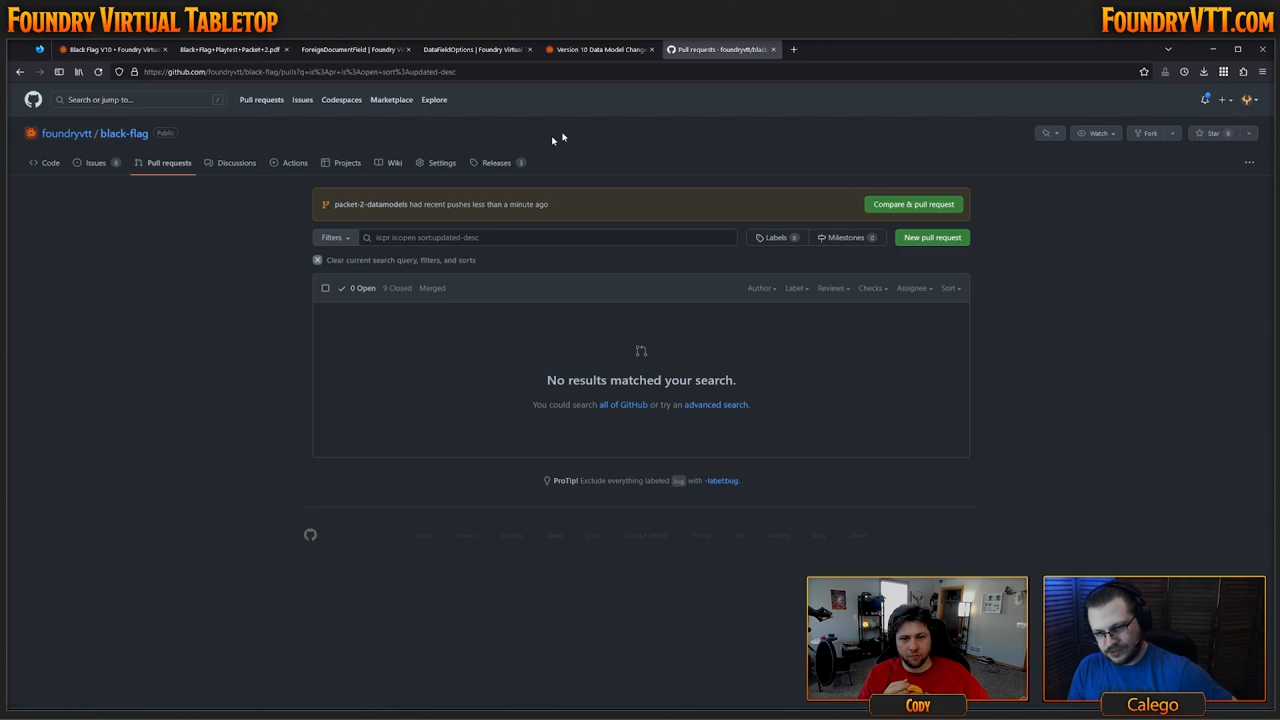 FOUNDRY VIRTUAL TABLETOP
FOUNDRYVTT.COM
Black Flag V10 • Foundry Virtu
Black+Flag+Playtest+Packet+2.pdf
ForeignDocumentField | Foundry V
DataFieldOptions | Foundry Virtual
Version 10 Data Model Change
Pull requests - foundryvtt/black
https://github.com/foundryvtt/black-flag/pulls?q=is%3Apr+is%3Aopen+sort%3Aupdated-desc
Search or jump to... /
Pull requests Issues Codespaces Marketplace Explore
foundryvtt / black-flag Public
Watch Fork Star 9
Code Issues 6 Pull requests Discussions Actions Projects Wiki Settings Releases 3
packet-2-datamodels had recent pushes less than a minute ago Compare & pull request
Filters is:pr is:open sort:updated-desc Labels 8 Milestones 0 New pull request
Clear current search query, filters, and sorts
0 Open 9 Closed Merged Author Label Reviews Checks Assignee Sort
No results matched your search.
You could search all of GitHub or try an advanced search.
ProTip! Exclude everything labeled bug with -label:bug.
CODY
Calego